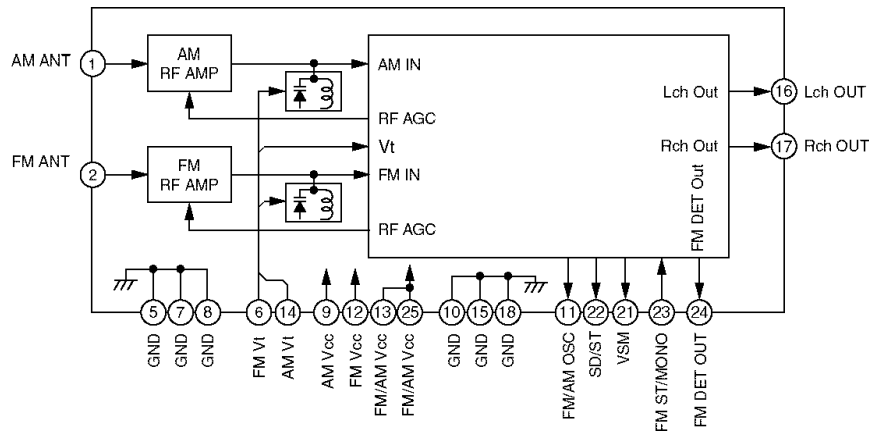 AM ANT
1
AM
RF AMP
AM IN
RF AGC
Vt
FM ANT
2
FM
RF AMP
FM IN
RF AGC
Lch Out
16
Lch OUT
Rch Out
17
Rch OUT
FM DET Out
5
7
8
6
14
9
12
13
25
10
15
18
11
22
21
23
24
GND
GND
GND
FM Vt
AM Vt
AM Vcc
FM Vcc
FM/AM Vcc
FM/AM Vcc
GND
GND
GND
FM/AM OSC
SD/ST
VSM
FM ST/MONO
FM DET OUT